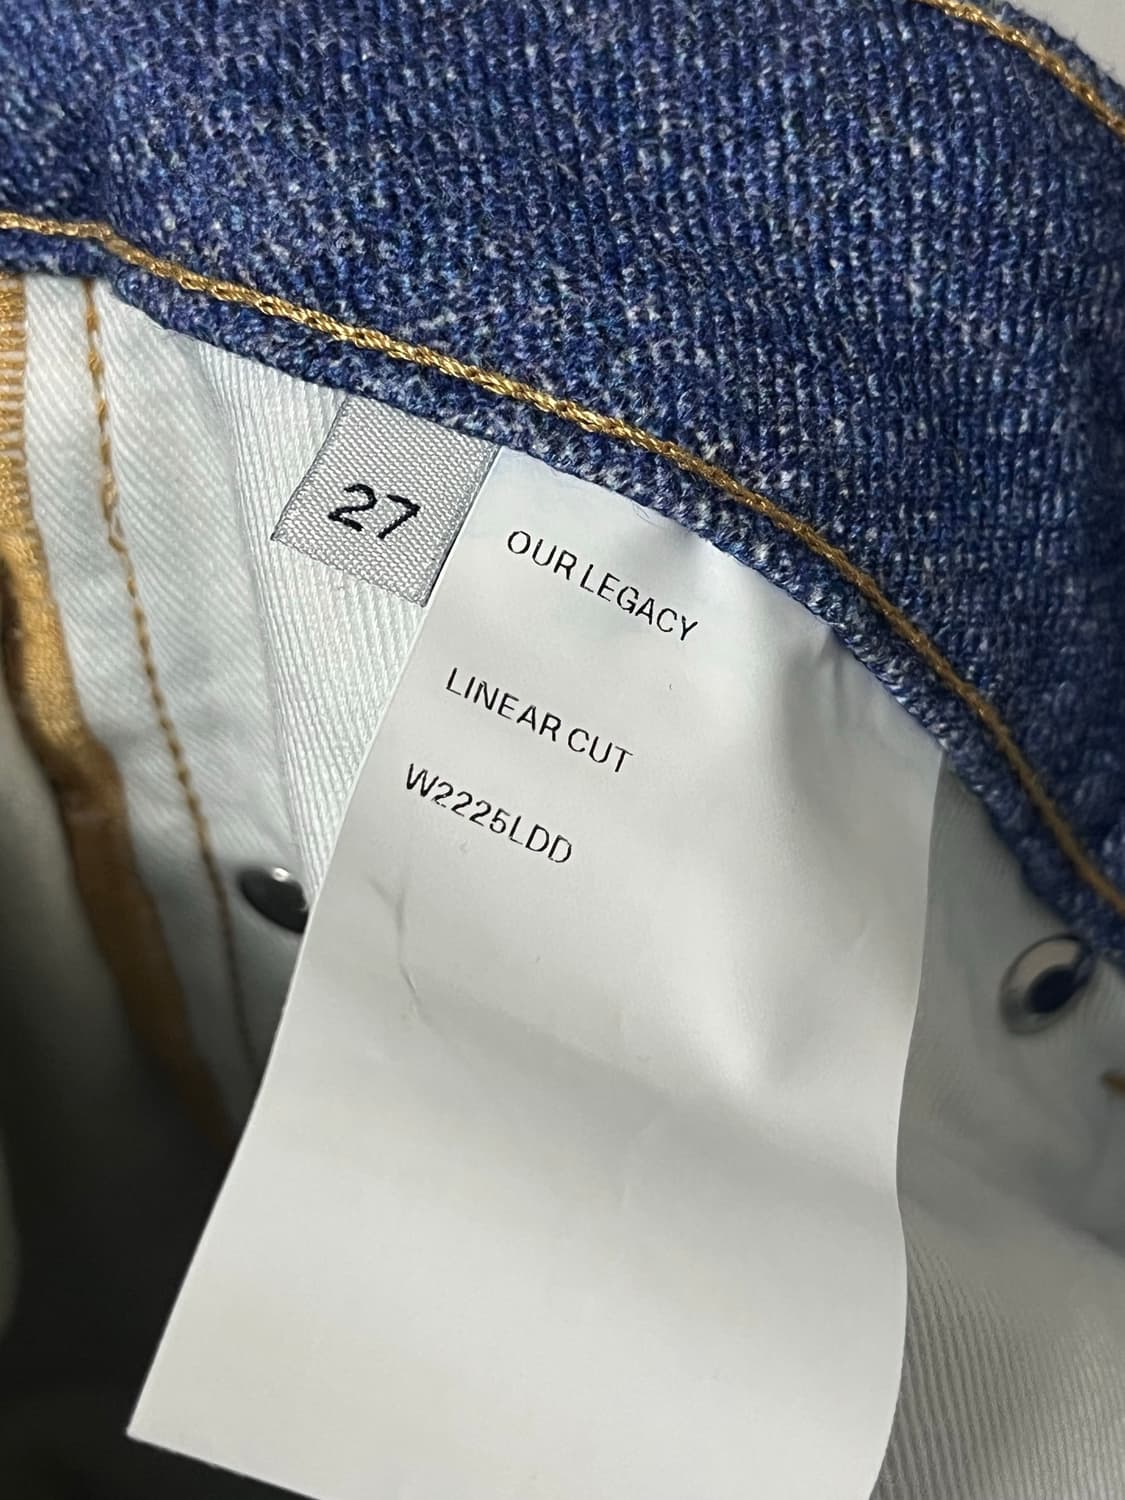 27
OUR LEGACY
LINEAR CUT
W2225LDD